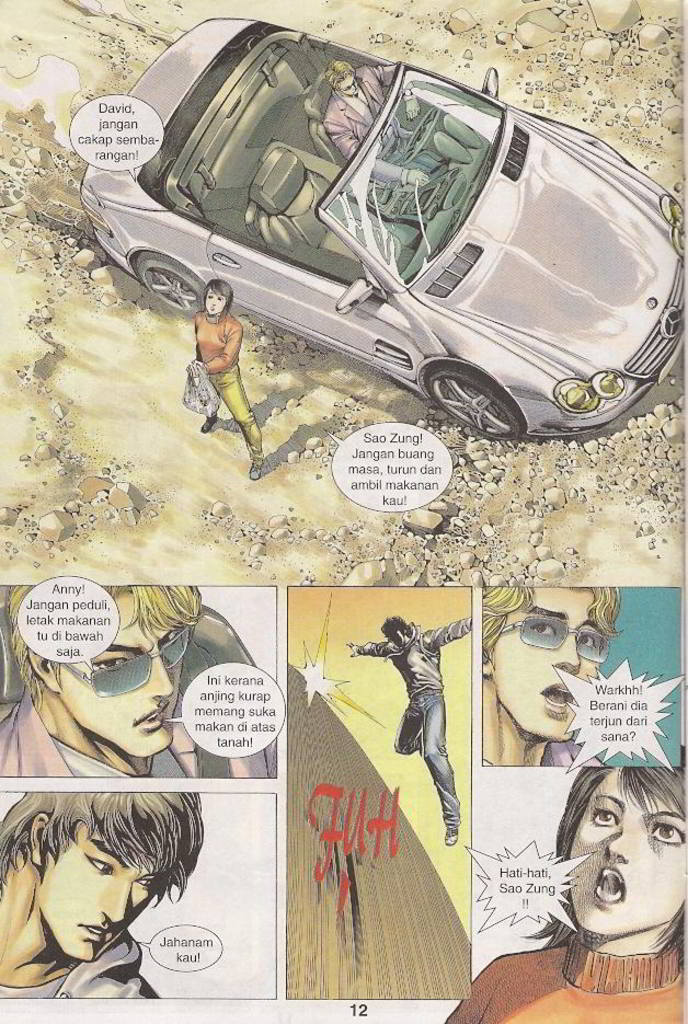 David,
jangan
cakap semba-
rangan!
Sao Zung!
Jangan buang
masa, turun dan
ambil makanan
kau!
Anny!
Jangan peduli,
letak makanan
tu di bawah
saja.
Ini kerana
anjing kurap
memang suka
makan di atas
tanah!
Jahanam
kau!
FUH
!
Warkhh!
Berani dia
terjun dari
sana?
Hati-hati,
Sao Zung
!!
12